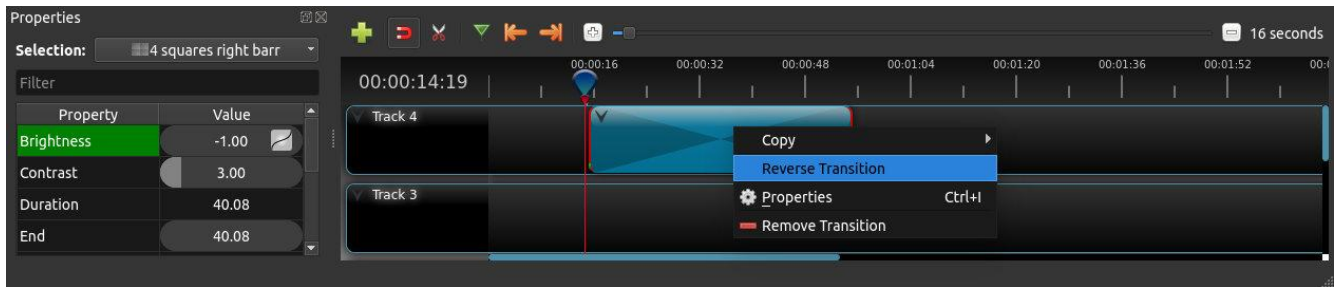 Properties
Selection: 4 squares right barr
Filter
Property Value
Brightness -1.00
Contrast 3.00
Duration 40.08
End 40.08
16 seconds
00:00:14:19
00:00:16 00:00:32 00:00:48 00:01:04 00:01:20 00:01:36 00:01:52 00:0
Track 4
Track 3
Copy
Reverse Transition
Properties Ctrl+I
Remove Transition